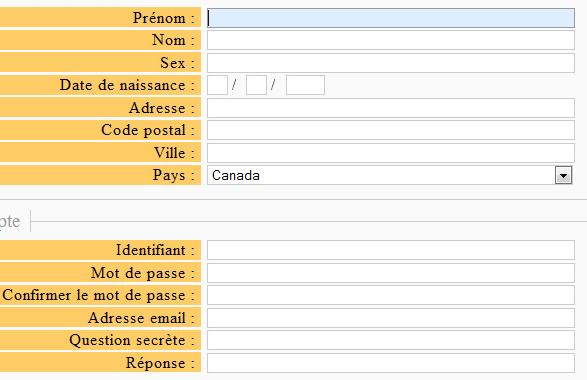 Prénom :
Nom :
Sex :
Date de naissance : / /
Adresse :
Code postal :
Ville :
Pays : Canada
pte
Identifiant :
Mot de passe :
Confirmer le mot de passe :
Adresse email :
Question secrète :
Réponse :